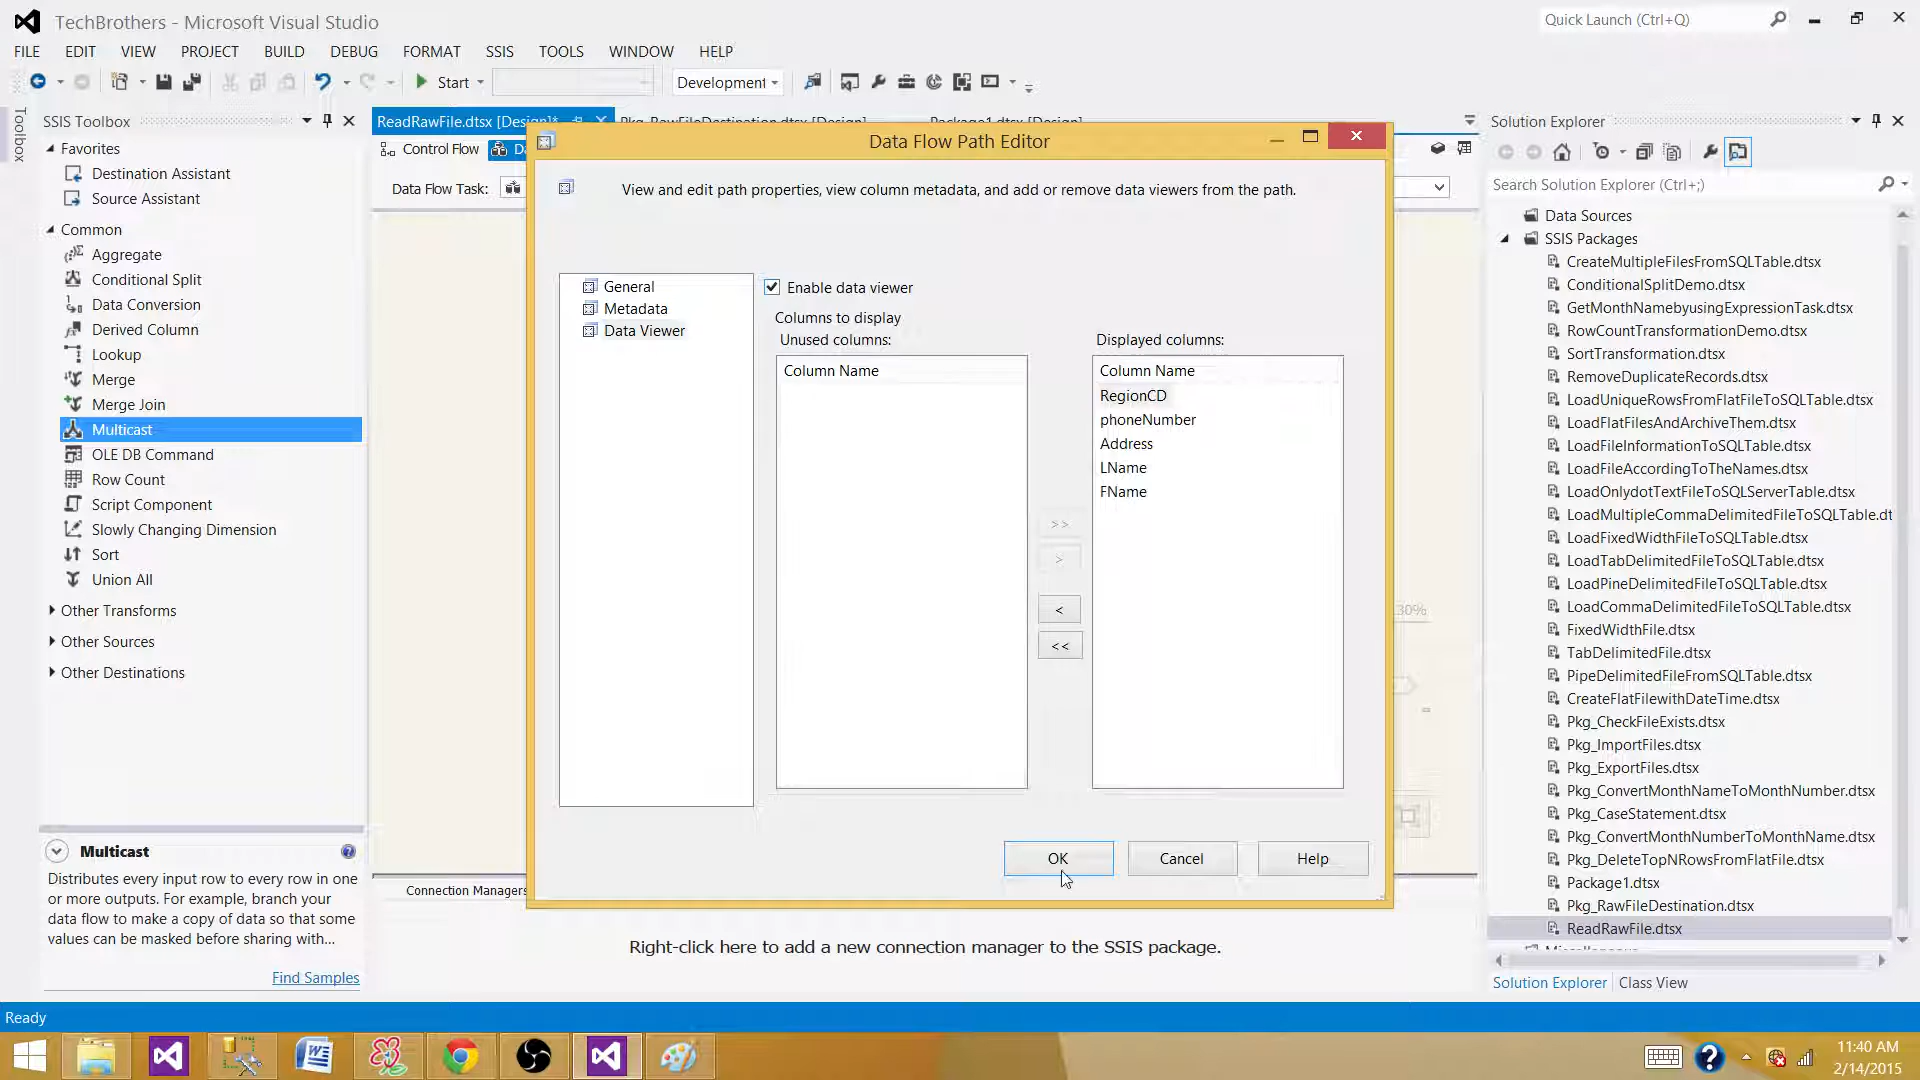 TechBrothers - Microsoft Visual Studio
Quick Launch (Ctrl+Q)
FILE EDIT VIEW PROJECT BUILD DEBUG FORMAT SSIS TOOLS WINDOW HELP
Start
Development
Toolbox
SSIS Toolbox
Favorites
Destination Assistant
Source Assistant
Common
Aggregate
Conditional Split
Data Conversion
Derived Column
Lookup
Merge
Merge Join
Multicast
OLE DB Command
Row Count
Script Component
Slowly Changing Dimension
Sort
Union All
Other Transforms
Other Sources
Other Destinations
Multicast
Distributes every input row to every row in one
or more outputs. For example, branch your
data flow to make a copy of data so that some
values can be masked before sharing with...
Find Samples
ReadRawFile.dtsx [Design]*
Pkg_RawFileDestination.dtsx [Design]
Package1.dtsx [Design]
Control Flow
Data Flow Task:
Data Flow Path Editor
View and edit path properties, view column metadata, and add or remove data viewers from the path.
General
Metadata
Data Viewer
Enable data viewer
Columns to display
Unused columns:
Column Name
>>
>
<
<<
Displayed columns:
Column Name
RegionCD
phoneNumber
Address
LName
FName
OK
Cancel
Help
30%
Connection Managers
Right-click here to add a new connection manager to the SSIS package.
Solution Explorer
Search Solution Explorer (Ctrl+;)
Data Sources
SSIS Packages
CreateMultipleFilesFromSQLTable.dtsx
ConditionalSplitDemo.dtsx
GetMonthNamebyusingExpressionTask.dtsx
RowCountTransformationDemo.dtsx
SortTransformation.dtsx
RemoveDuplicateRecords.dtsx
LoadUniqueRowsFromFlatFileToSQLTable.dtsx
LoadFlatFilesAndArchiveThem.dtsx
LoadFileInformationToSQLTable.dtsx
LoadFileAccordingToTheNames.dtsx
LoadOnlydotTextFileToSQLServerTable.dtsx
LoadMultipleCommaDelimitedFileToSQLTable.dt
LoadFixedWidthFileToSQLTable.dtsx
LoadTabDelimitedFileToSQLTable.dtsx
LoadPineDelimitedFileToSQLTable.dtsx
LoadCommaDelimitedFileToSQLTable.dtsx
FixedWidthFile.dtsx
TabDelimitedFile.dtsx
PipeDelimitedFileFromSQLTable.dtsx
CreateFlatFilewithDateTime.dtsx
Pkg_CheckFileExists.dtsx
Pkg_ImportFiles.dtsx
Pkg_ExportFiles.dtsx
Pkg_ConvertMonthNameToMonthNumber.dtsx
Pkg_CaseStatement.dtsx
Pkg_ConvertMonthNumberToMonthName.dtsx
Pkg_DeleteTopNRowsFromFlatFile.dtsx
Package1.dtsx
Pkg_RawFileDestination.dtsx
ReadRawFile.dtsx
Solution Explorer Class View
Ready
11:40 AM
2/14/2015